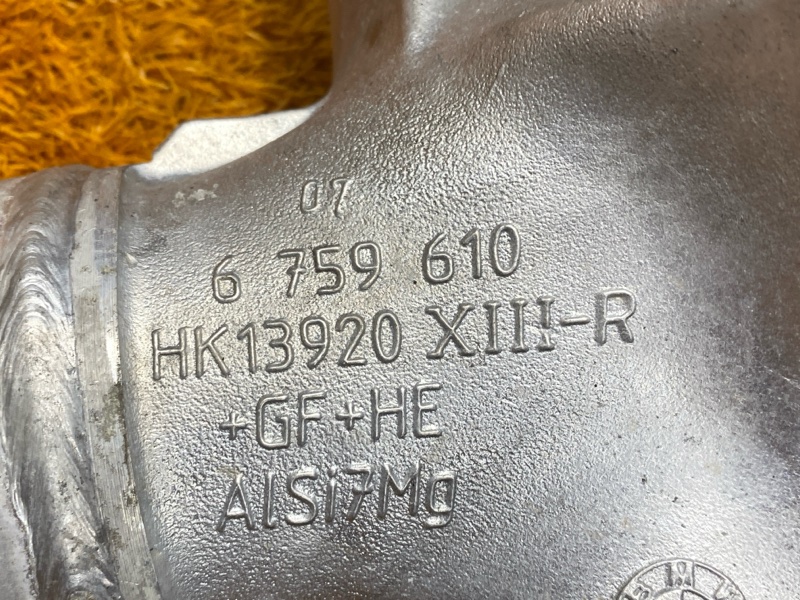 07
6 759 610
HK13920 XIII-R
+GF+HE
AlSi7Mg